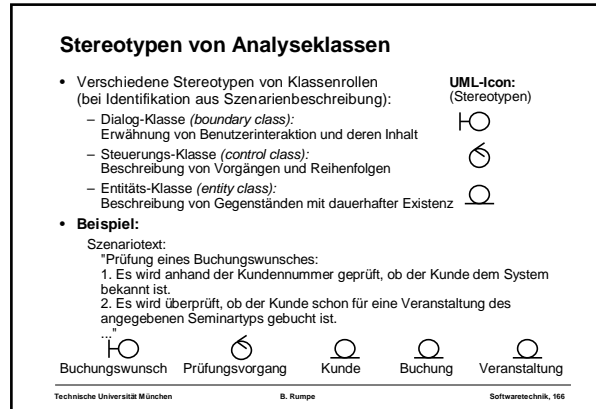 Stereotypen von Analyseklassen
• Verschiedene Stereotypen von Klassenrollen
(bei Identifikation aus Szenarienbeschreibung):
UML-Icon:
(Stereotypen)
– Dialog-Klasse (boundary class):
Erwähnung von Benutzerinteraktion und deren Inhalt
– Steuerungs-Klasse (control class):
Beschreibung von Vorgängen und Reihenfolgen
– Entitäts-Klasse (entity class):
Beschreibung von Gegenständen mit dauerhafter Existenz
• Beispiel:
Szenariotext:
"Prüfung eines Buchungswunsches:
1. Es wird anhand der Kundennummer geprüft, ob der Kunde dem System
bekannt ist.
2. Es wird überprüft, ob der Kunde schon für eine Veranstaltung des
angegebenen Seminartyps gebucht ist.
..."
Buchungswunsch Prüfungsvorgang Kunde Buchung Veranstaltung
Technische Universität München B. Rumpe Softwaretechnik, 166